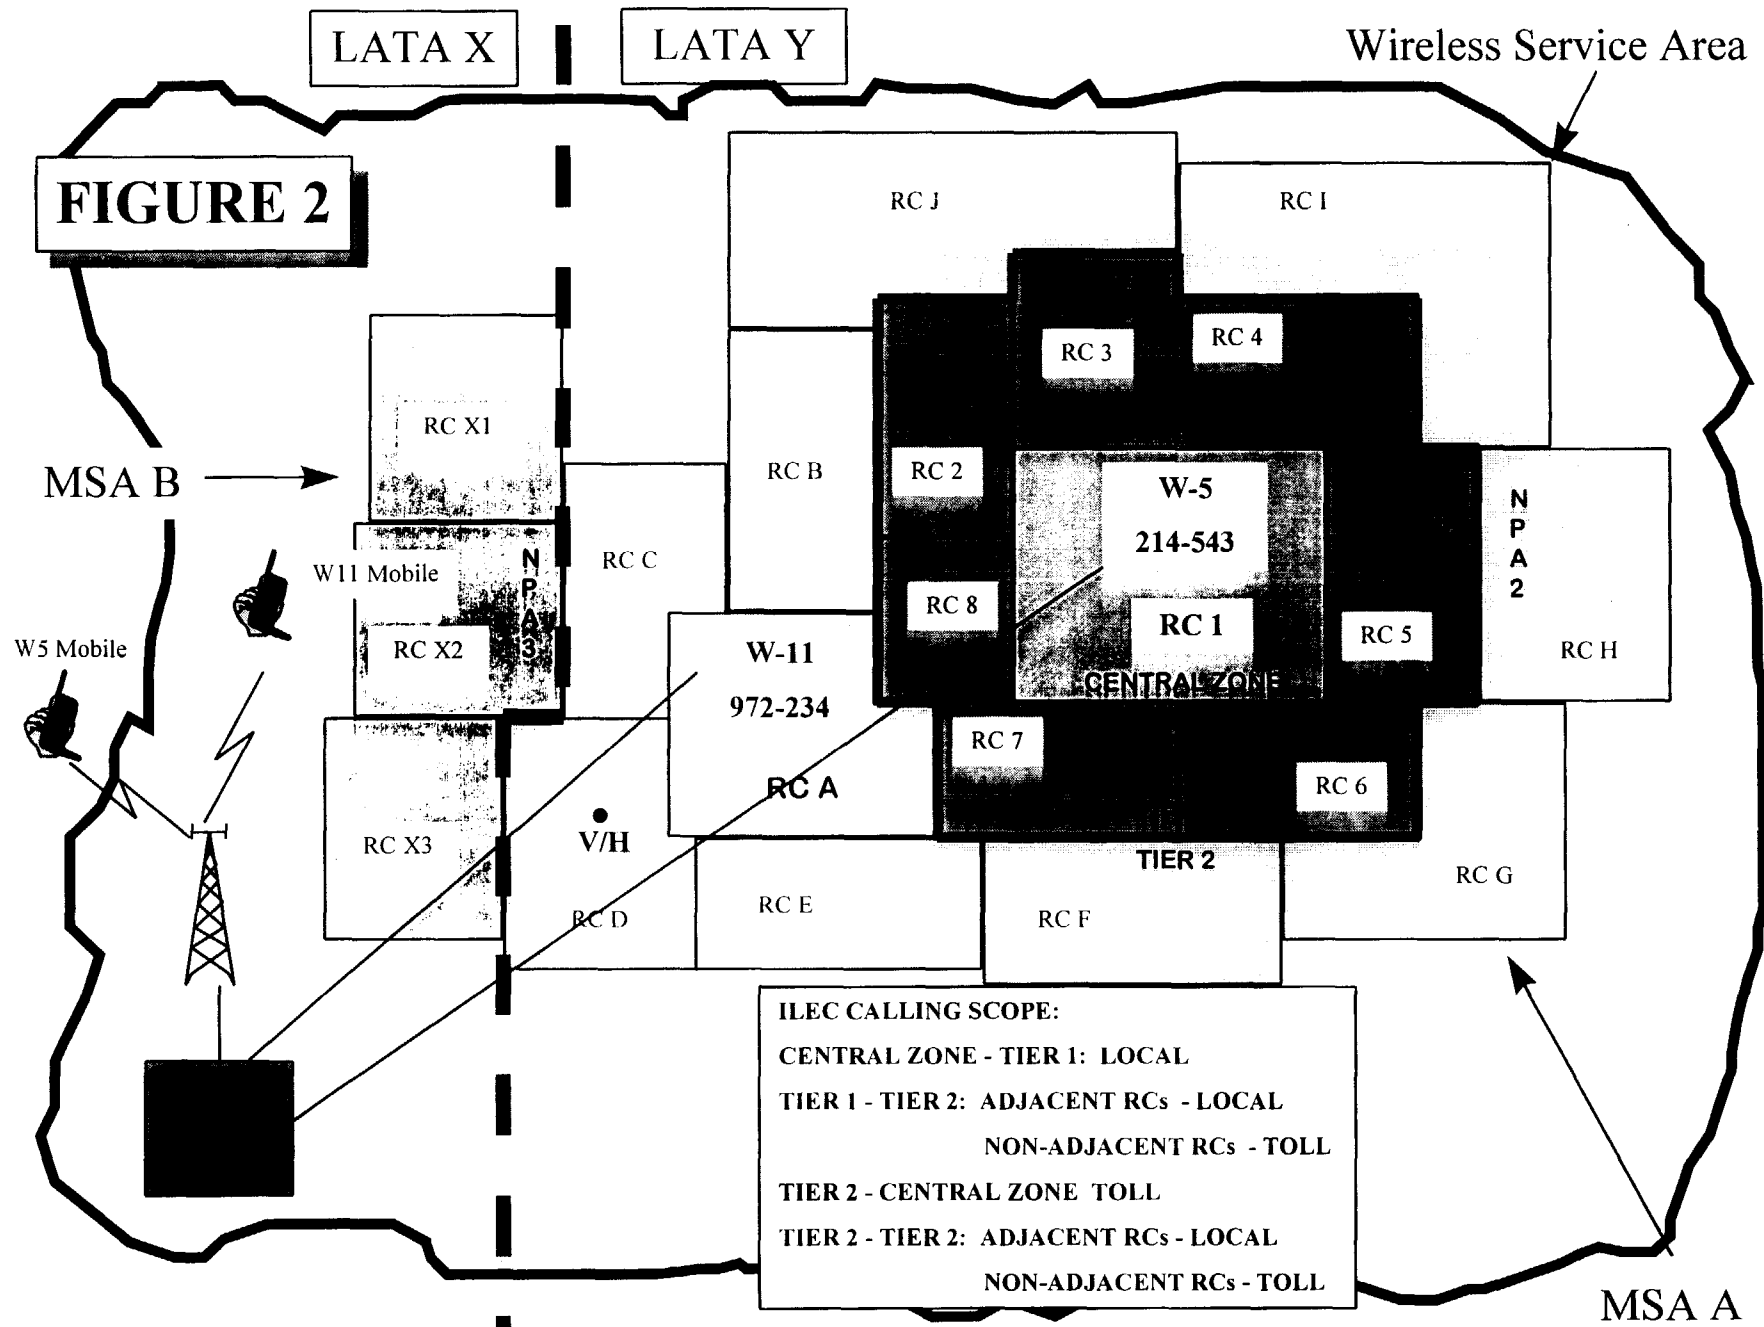 LATA X
LATA Y
Wireless Service Area
FIGURE 2
RC J
RC I
RC 3
RC 4
RC X1
RC B
RC 2
MSA B
W-5
214-543
NPA2
W11 Mobile
NPA3
RC C
RC 8
RC 1
RC 5
RC H
W5 Mobile
RC X2
W-11
972-234
CENTRAL ZONE
RC 7
RC A
RC 6
V/H
RC X3
TIER 2
RC G
RC D
RC E
RC F
ILEC CALLING SCOPE:
CENTRAL ZONE - TIER 1: LOCAL
TIER 1 - TIER 2: ADJACENT RCs - LOCAL
NON-ADJACENT RCs - TOLL
TIER 2 - CENTRAL ZONE TOLL
TIER 2 - TIER 2: ADJACENT RCs - LOCAL
NON-ADJACENT RCs - TOLL
MSA A